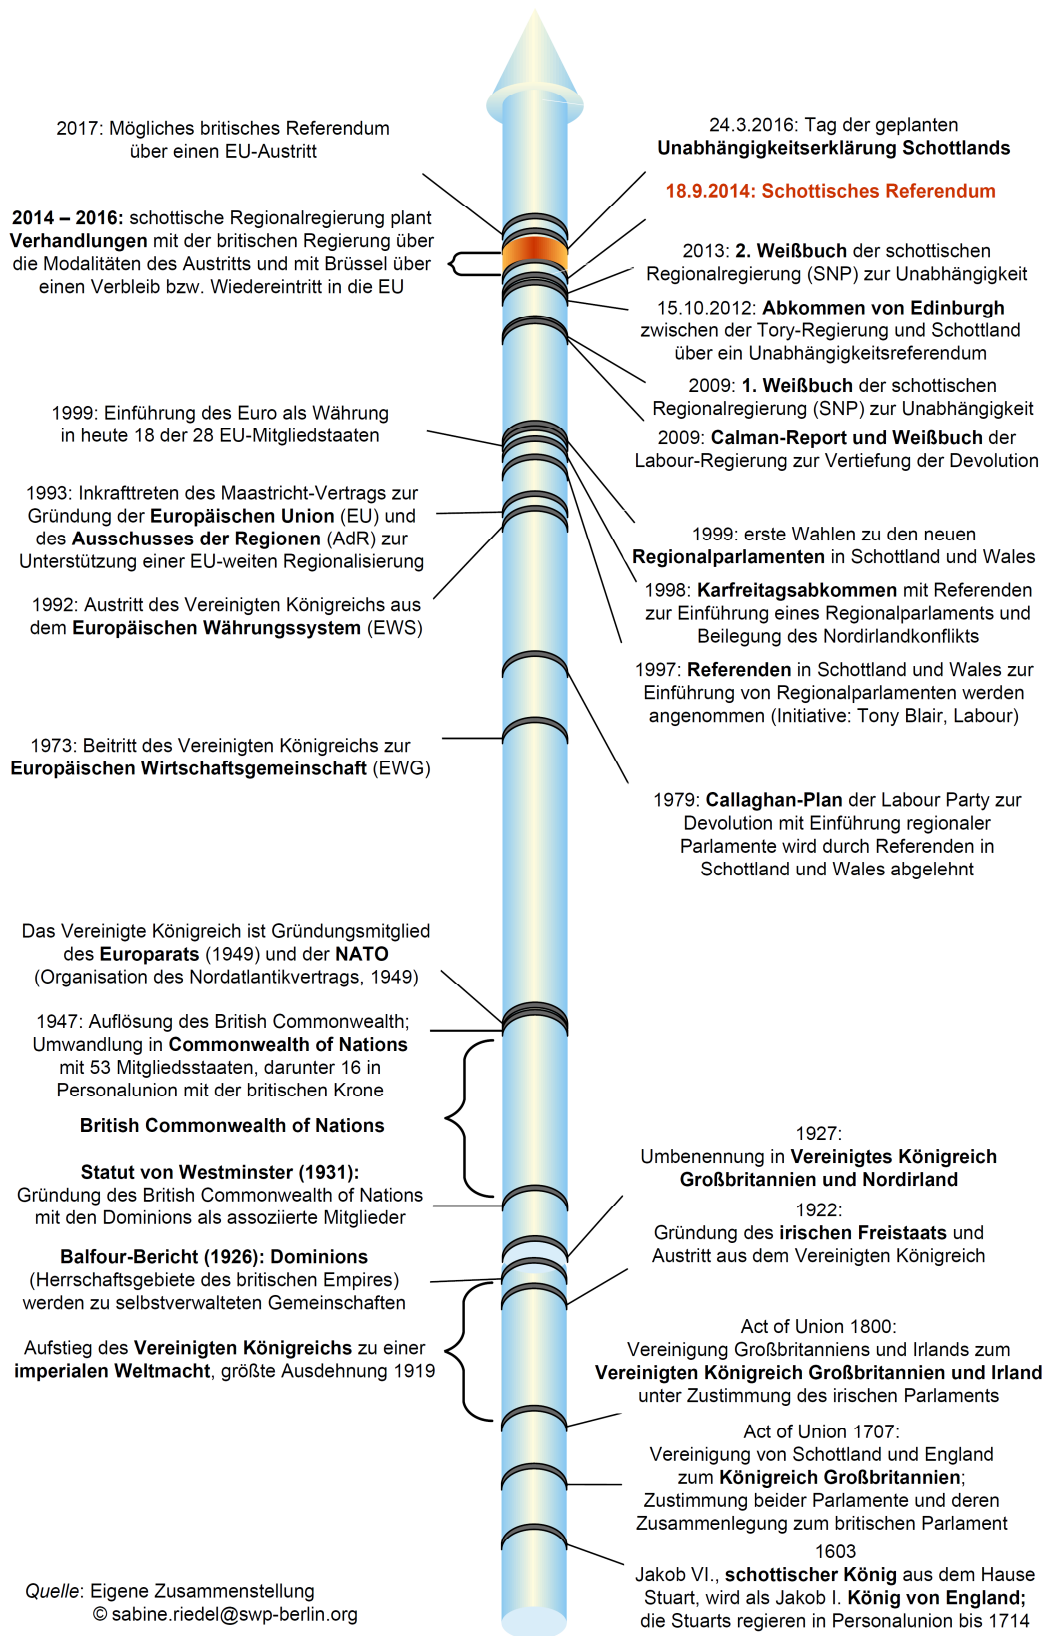 2017: Mögliches britisches Referendum
über einen EU-Austritt
2014 – 2016: schottische Regionalregierung plant
Verhandlungen mit der britischen Regierung über
die Modalitäten des Austritts und mit Brüssel über
einen Verbleib bzw. Wiedereintritt in die EU
1999: Einführung des Euro als Währung
in heute 18 der 28 EU-Mitgliedstaaten
1993: Inkrafttreten des Maastricht-Vertrags zur
Gründung der Europäischen Union (EU) und
des Ausschusses der Regionen (AdR) zur
Unterstützung einer EU-weiten Regionalisierung
1992: Austritt des Vereinigten Königreichs aus
dem Europäischen Währungssystem (EWS)
1973: Beitritt des Vereinigten Königreichs zur
Europäischen Wirtschaftsgemeinschaft (EWG)
Das Vereinigte Königreich ist Gründungsmitglied
des Europarats (1949) und der NATO
(Organisation des Nordatlantikvertrags, 1949)
1947: Auflösung des British Commonwealth;
Umwandlung in Commonwealth of Nations
mit 53 Mitgliedsstaaten, darunter 16 in
Personalunion mit der britischen Krone
British Commonwealth of Nations
Statut von Westminster (1931):
Gründung des British Commonwealth of Nations
mit den Dominions als assoziierte Mitglieder
Balfour-Bericht (1926): Dominions
(Herrschaftsgebiete des britischen Empires)
werden zu selbstverwalteten Gemeinschaften
Aufstieg des Vereinigten Königreichs zu einer
imperialen Weltmacht, größte Ausdehnung 1919
Quelle: Eigene Zusammenstellung
© sabine.riedel@swp-berlin.org
24.3.2016: Tag der geplanten
Unabhängigkeitserklärung Schottlands
18.9.2014: Schottisches Referendum
2013: 2. Weißbuch der schottischen
Regionalregierung (SNP) zur Unabhängigkeit
15.10.2012: Abkommen von Edinburgh
zwischen der Tory-Regierung und Schottland
über ein Unabhängigkeitsreferendum
2009: 1. Weißbuch der schottischen
Regionalregierung (SNP) zur Unabhängigkeit
2009: Calman-Report und Weißbuch der
Labour-Regierung zur Vertiefung der Devolution
1999: erste Wahlen zu den neuen
Regionalparlamenten in Schottland und Wales
1998: Karfreitagsabkommen mit Referenden
zur Einführung eines Regionalparlaments und
Beilegung des Nordirlandkonflikts
1997: Referenden in Schottland und Wales zur
Einführung von Regionalparlamenten werden
angenommen (Initiative: Tony Blair, Labour)
1979: Callaghan-Plan der Labour Party zur
Devolution mit Einführung regionaler
Parlamente wird durch Referenden in
Schottland und Wales abgelehnt
1927:
Umbenennung in Vereinigtes Königreich
Großbritannien und Nordirland
1922:
Gründung des irischen Freistaats und
Austritt aus dem Vereinigten Königreich
Act of Union 1800:
Vereinigung Großbritanniens und Irlands zum
Vereinigten Königreich Großbritannien und Irland
unter Zustimmung des irischen Parlaments
Act of Union 1707:
Vereinigung von Schottland und England
zum Königreich Großbritannien;
Zustimmung beider Parlamente und deren
Zusammenlegung zum britischen Parlament
1603
Jakob VI., schottischer König aus dem Hause
Stuart, wird als Jakob I. König von England;
die Stuarts regieren in Personalunion bis 1714